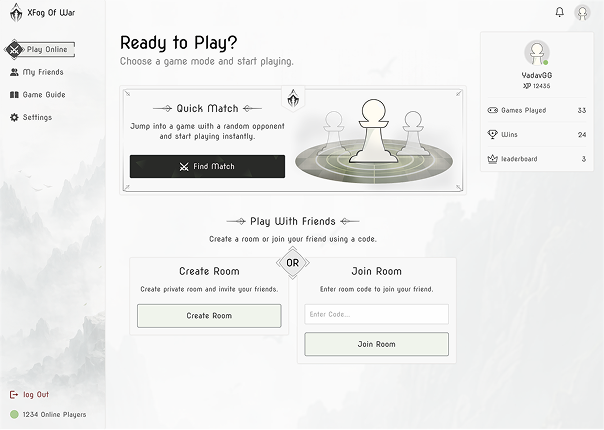 XFog Of War
Play Online
My Friends
Game Guide
Settings
log Out
1234 Online Players
Ready to Play?
Choose a game mode and start playing.
Quick Match
Jump into a game with a random opponent
and start playing instantly.
Find Match
Play With Friends
Create a room or join your friend using a code.
Create Room
Create private room and invite your friends.
Create Room
OR
Join Room
Enter room code to join your friend.
Enter Code...
Join Room
YadavGG
XP 12435
Games Played 33
Wins 24
leaderboard 3